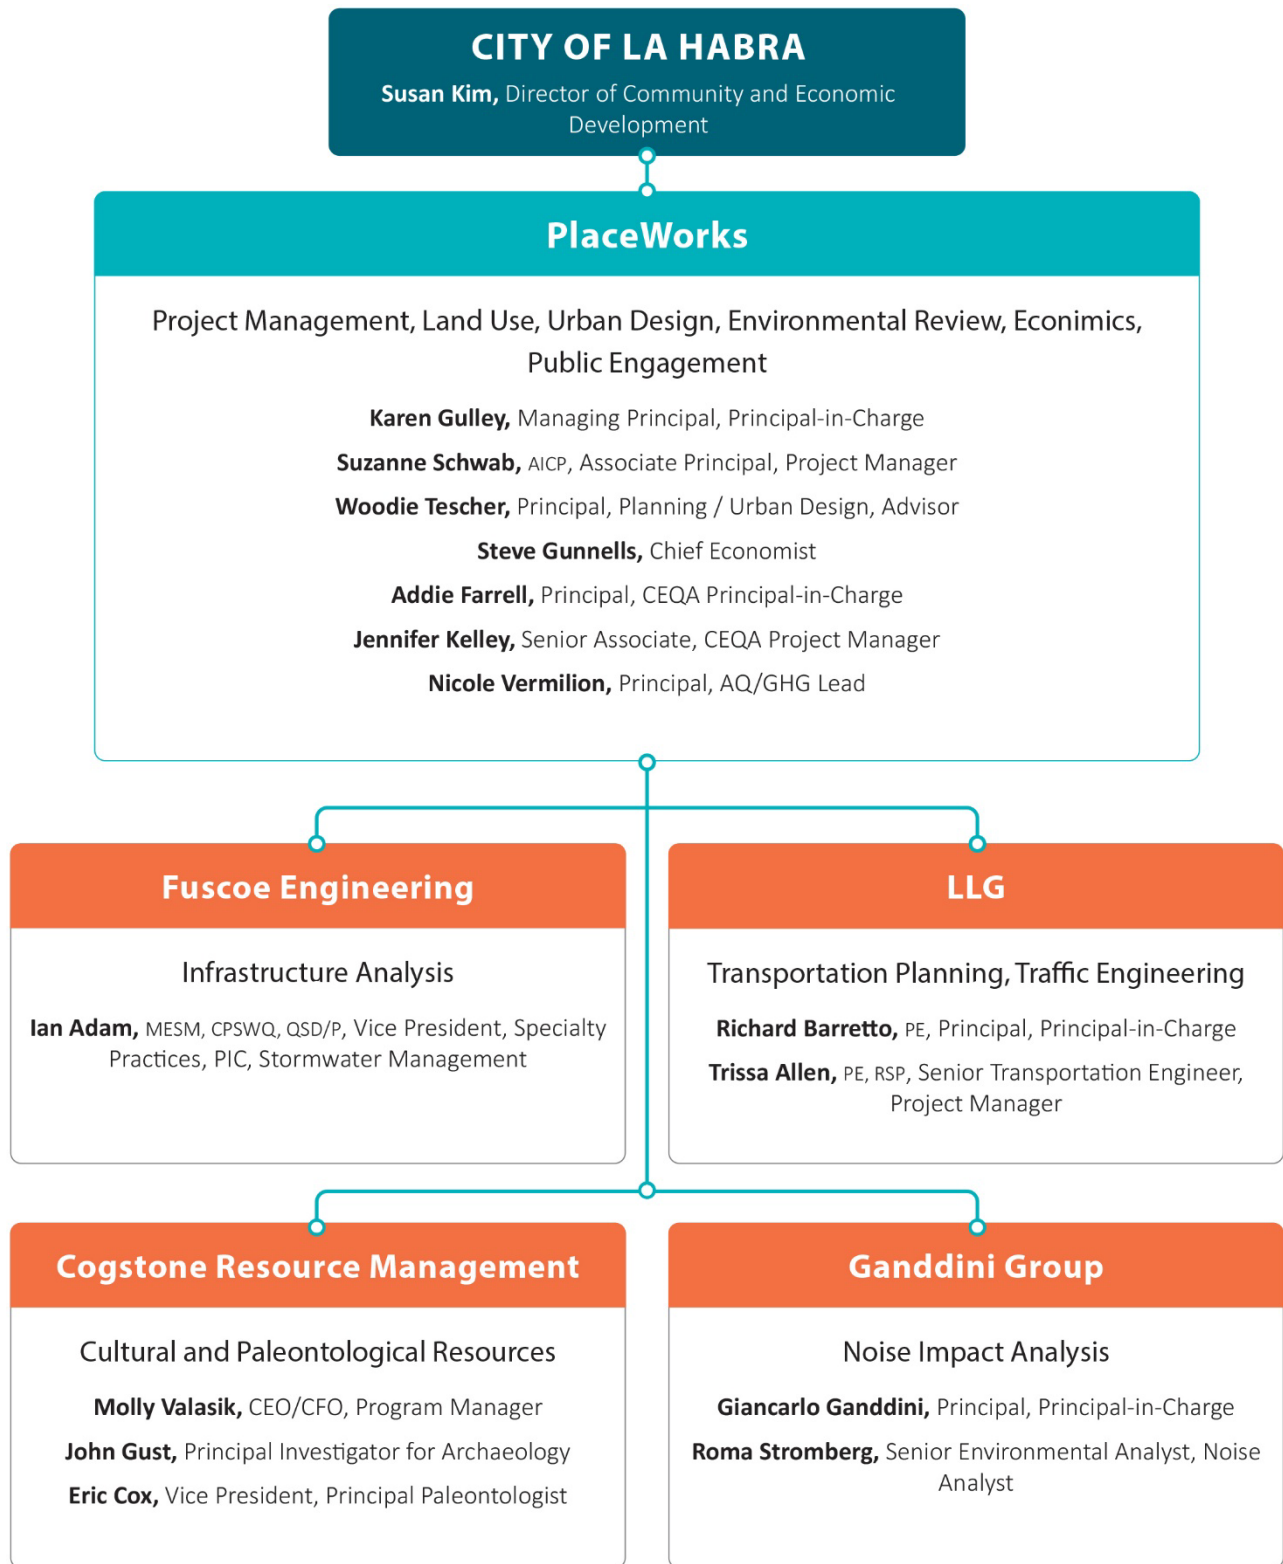 CITY OF LA HABRA
Susan Kim, Director of Community and Economic
Development
PlaceWorks
Project Management, Land Use, Urban Design, Environmental Review, Econimics,
Public Engagement
Karen Gulley, Managing Principal, Principal-in-Charge
Suzanne Schwab, AICP, Associate Principal, Project Manager
Woodie Tescher, Principal, Planning / Urban Design, Advisor
Steve Gunnells, Chief Economist
Addie Farrell, Principal, CEQA Principal-in-Charge
Jennifer Kelley, Senior Associate, CEQA Project Manager
Nicole Vermilion, Principal, AQ/GHG Lead
Fuscoe Engineering
Infrastructure Analysis
Ian Adam, MESM, CPSWQ, QSD/P, Vice President, Specialty
Practices, PIC, Stormwater Management
LLG
Transportation Planning, Traffic Engineering
Richard Barretto, PE, Principal, Principal-in-Charge
Trissa Allen, PE, RSP, Senior Transportation Engineer,
Project Manager
Cogstone Resource Management
Cultural and Paleontological Resources
Molly Valasik, CEO/CFO, Program Manager
John Gust, Principal Investigator for Archaeology
Eric Cox, Vice President, Principal Paleontologist
Ganddini Group
Noise Impact Analysis
Giancarlo Ganddini, Principal, Principal-in-Charge
Roma Stromberg, Senior Environmental Analyst, Noise
Analyst